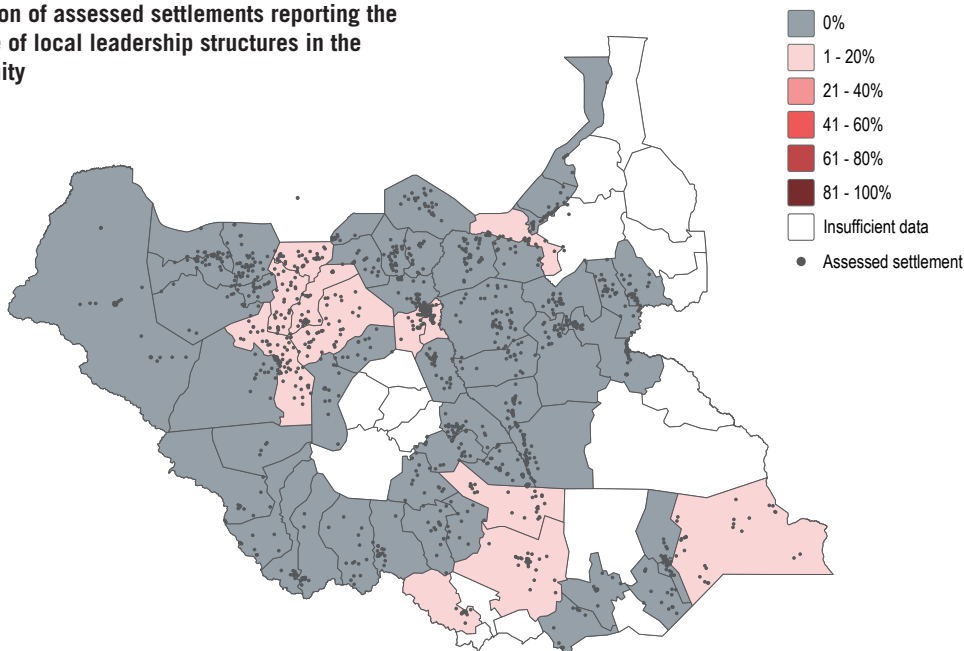 on of assessed settlements reporting the
of local leadership structures in the
ity
0%
1 - 20%
21 - 40%
41 - 60%
61 - 80%
81 - 100%
Insufficient data
Assessed settlement